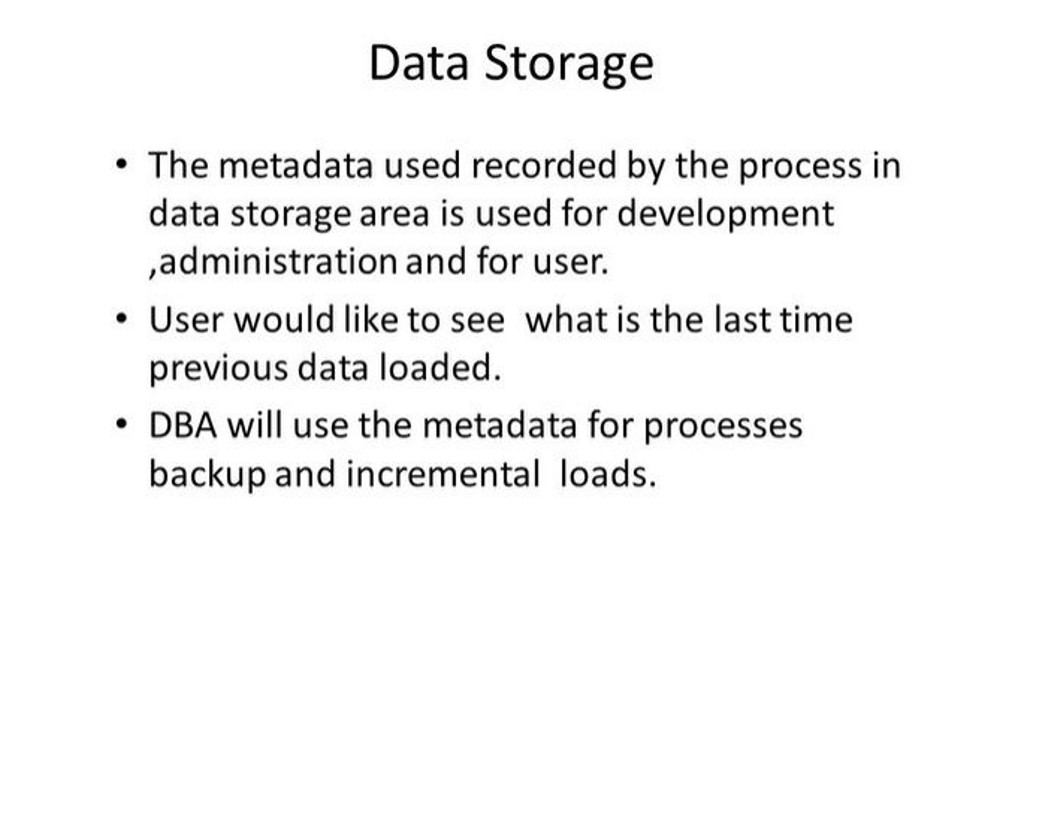 Data Storage
• The metadata used recorded by the process in
data storage area is used for development
,administration and for user.
• User would like to see  what is the last time
previous data loaded.
• DBA will use the metadata for processes
backup and incremental  loads.